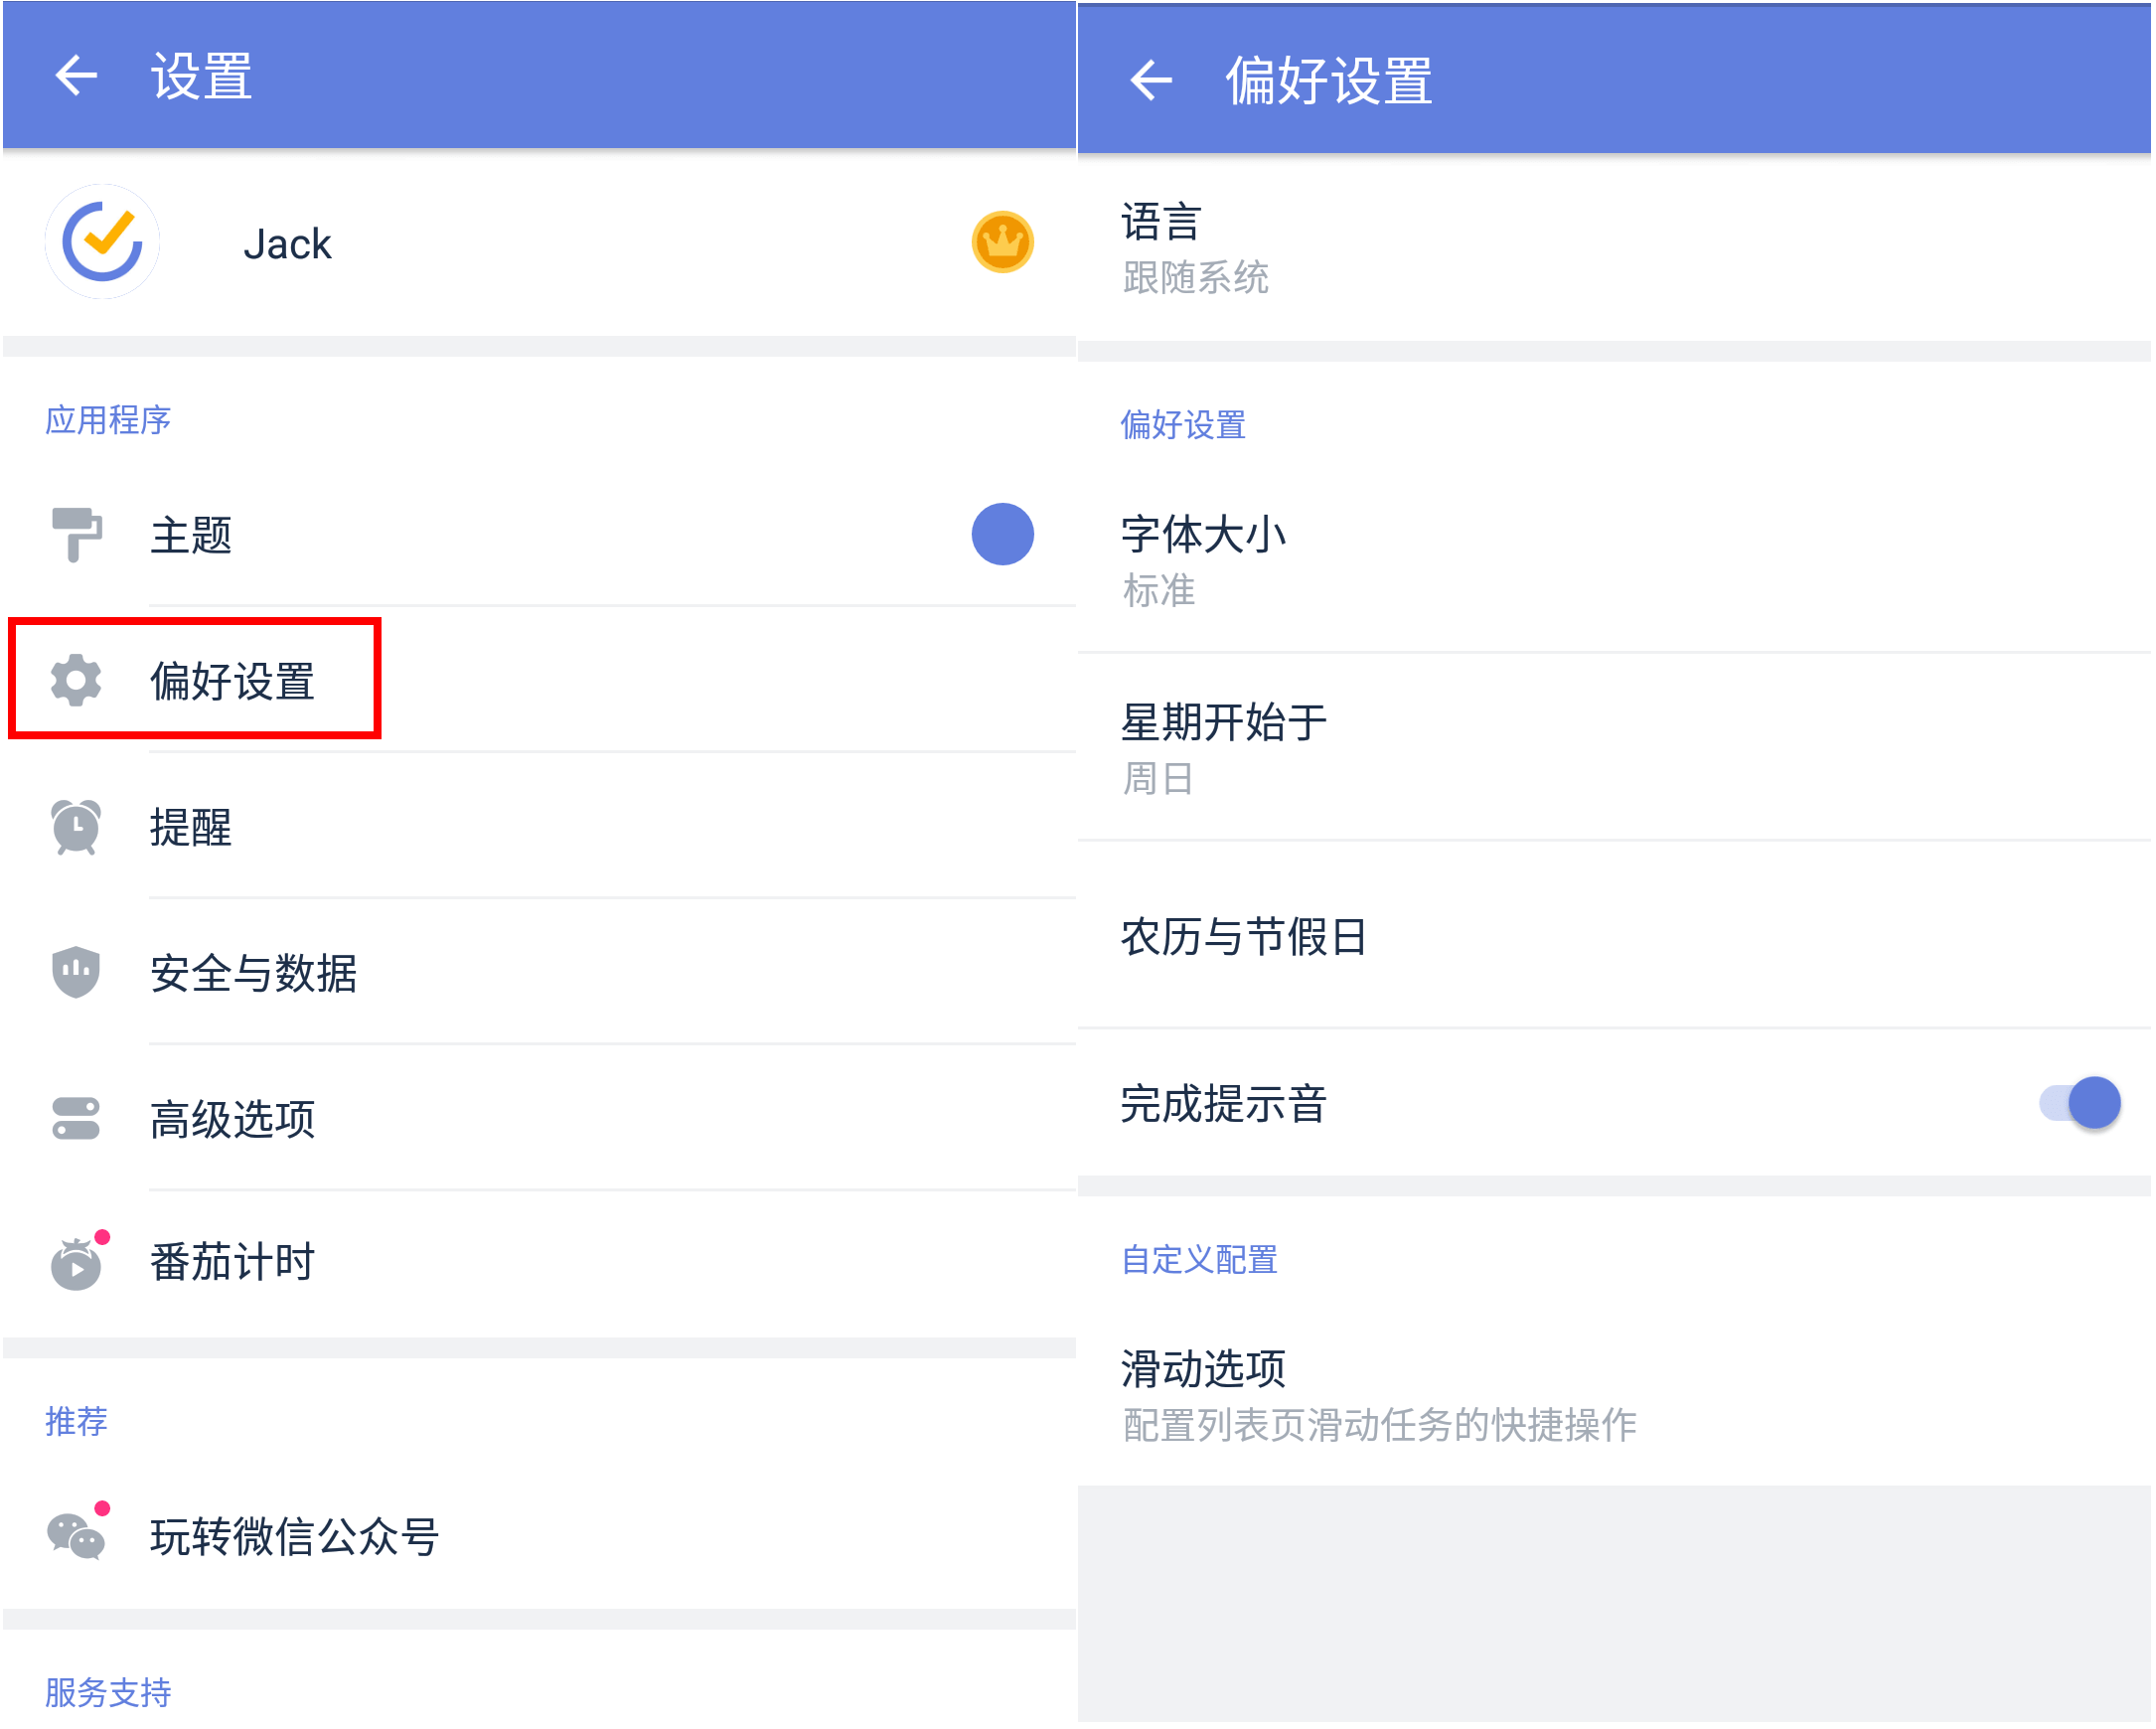 设置
Jack
应用程序
主题
偏好设置
提醒
安全与数据
高级选项
番茄计时
推荐
玩转微信公众号
服务支持
偏好设置
语言
跟随系统
偏好设置
字体大小
标准
星期开始于
周日
农历与节假日
完成提示音
自定义配置
滑动选项
配置列表页滑动任务的快捷操作